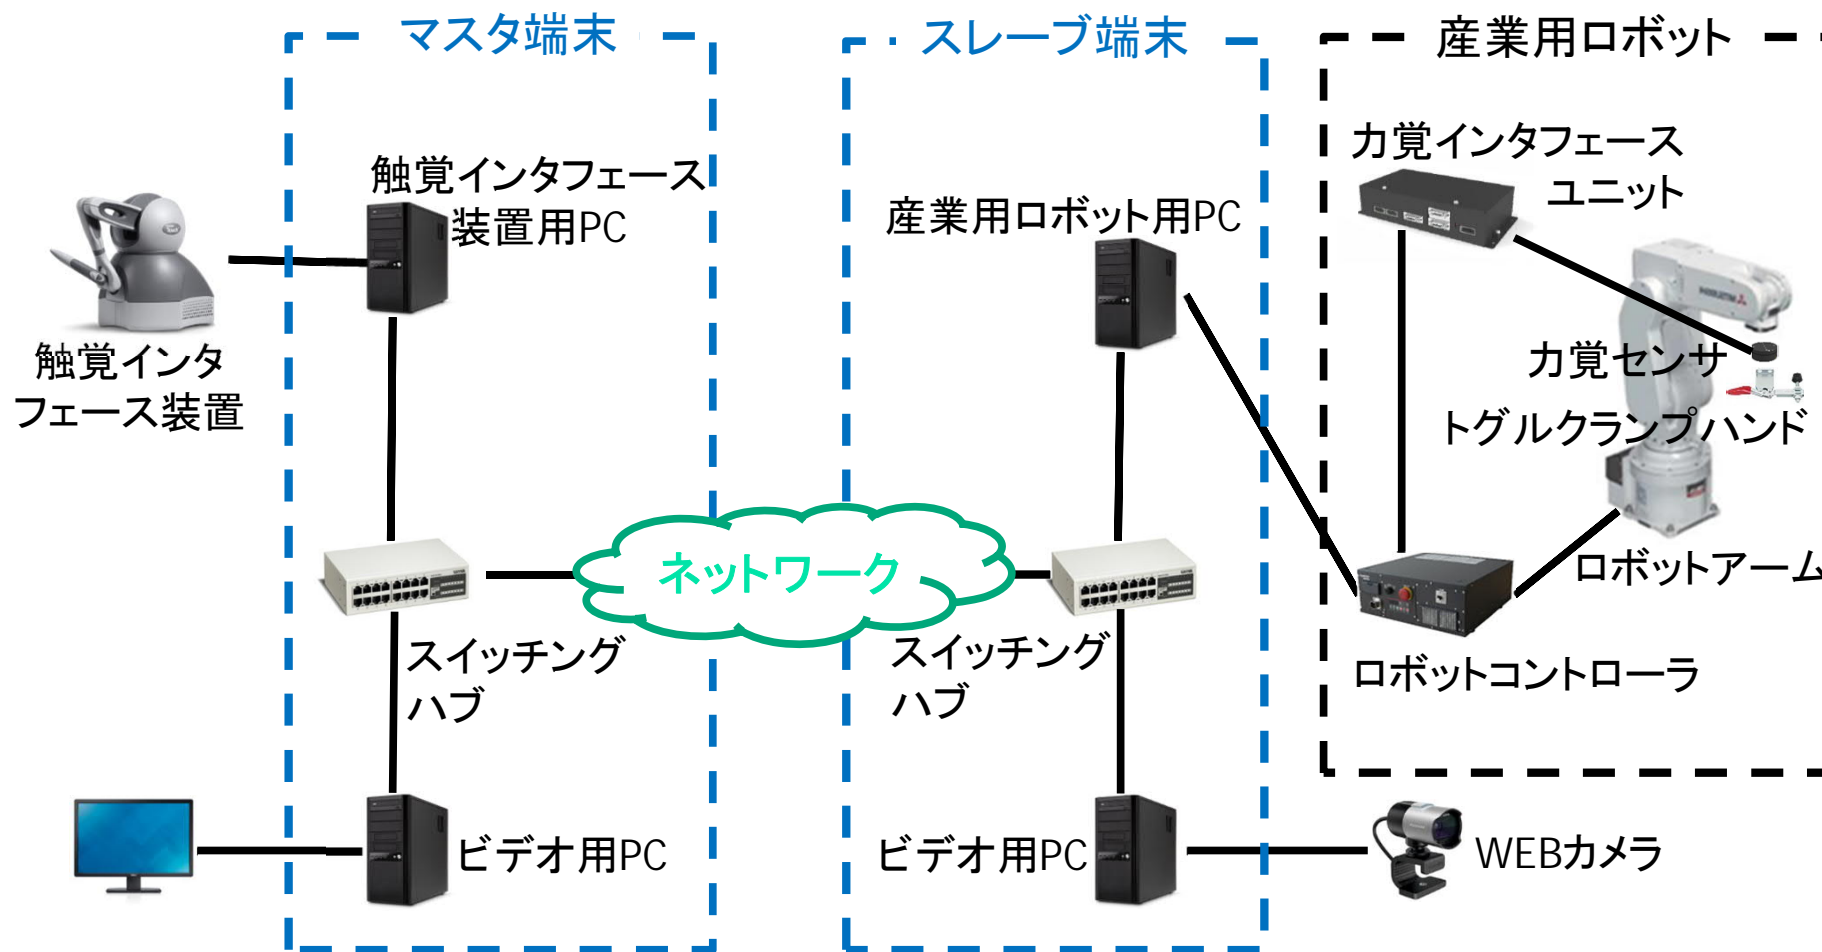 マスタ端末
スレーブ端末
産業用ロボット
触覚インタフェース
装置用PC
産業用ロボット用PC
力覚インタフェース
ユニット
触覚インタ
フェース装置
力覚センサ
トグルクランプハンド
ネットワーク
ロボットアーム
スイッチング
ハブ
スイッチング
ハブ
ロボットコントローラ
ビデオ用PC
ビデオ用PC
WEBカメラ